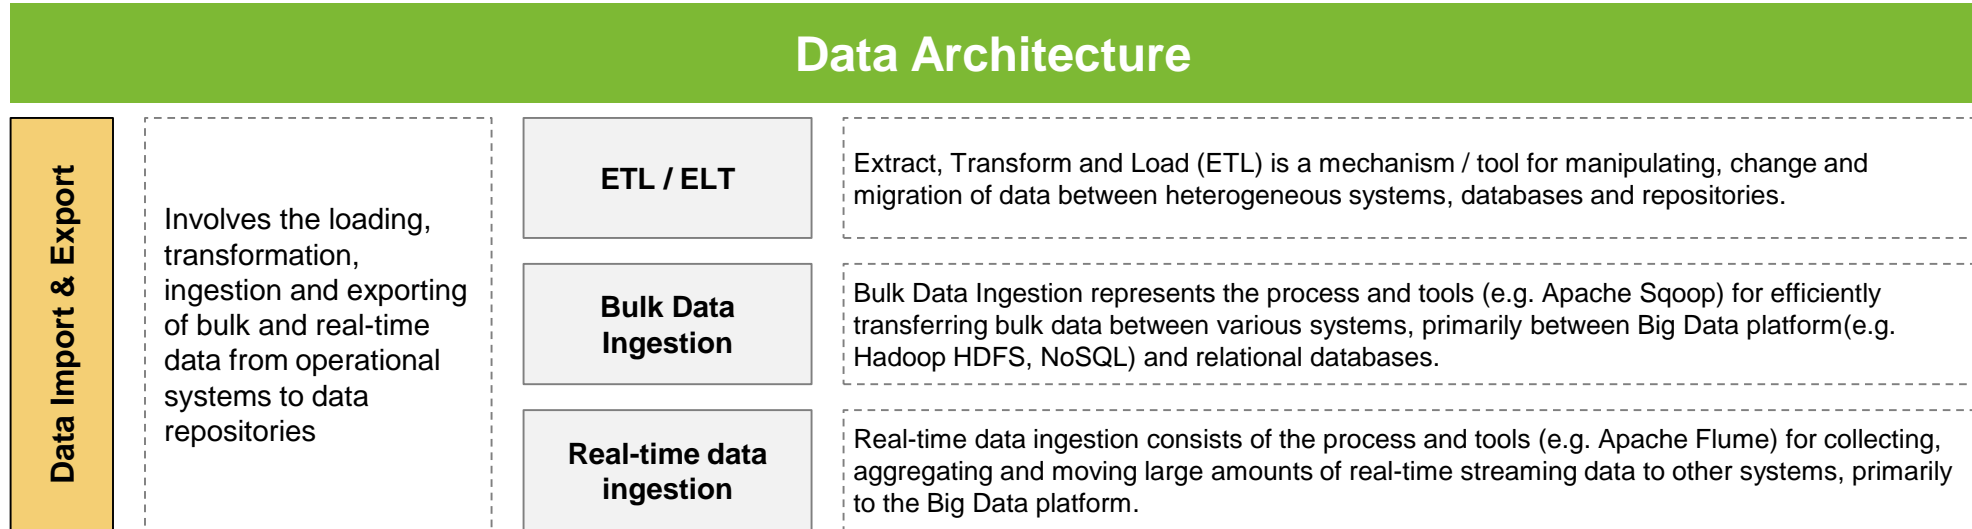 Data Architecture
Data Import & Export
Involves the loading,
transformation,
ingestion and exporting
of bulk and real-time
data from operational
systems to data
repositories
ETL / ELT
Extract, Transform and Load (ETL) is a mechanism / tool for manipulating, change and
migration of data between heterogeneous systems, databases and repositories.
Bulk Data
Ingestion
Bulk Data Ingestion represents the process and tools (e.g. Apache Sqoop) for efficiently
transferring bulk data between various systems, primarily between Big Data platform(e.g.
Hadoop HDFS, NoSQL) and relational databases.
Real-time data
ingestion
Real-time data ingestion consists of the process and tools (e.g. Apache Flume) for collecting,
aggregating and moving large amounts of real-time streaming data to other systems, primarily
to the Big Data platform.